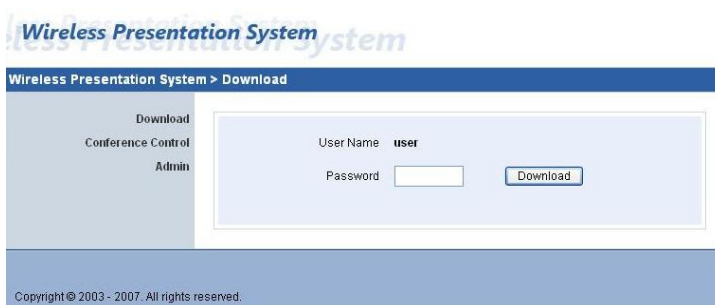 Wireless Presentation System
Wireless Presentation System > Download
Download
Conference Control
Admin
User Name user
Password
Download
Copyright © 2003 - 2007. All rights reserved.